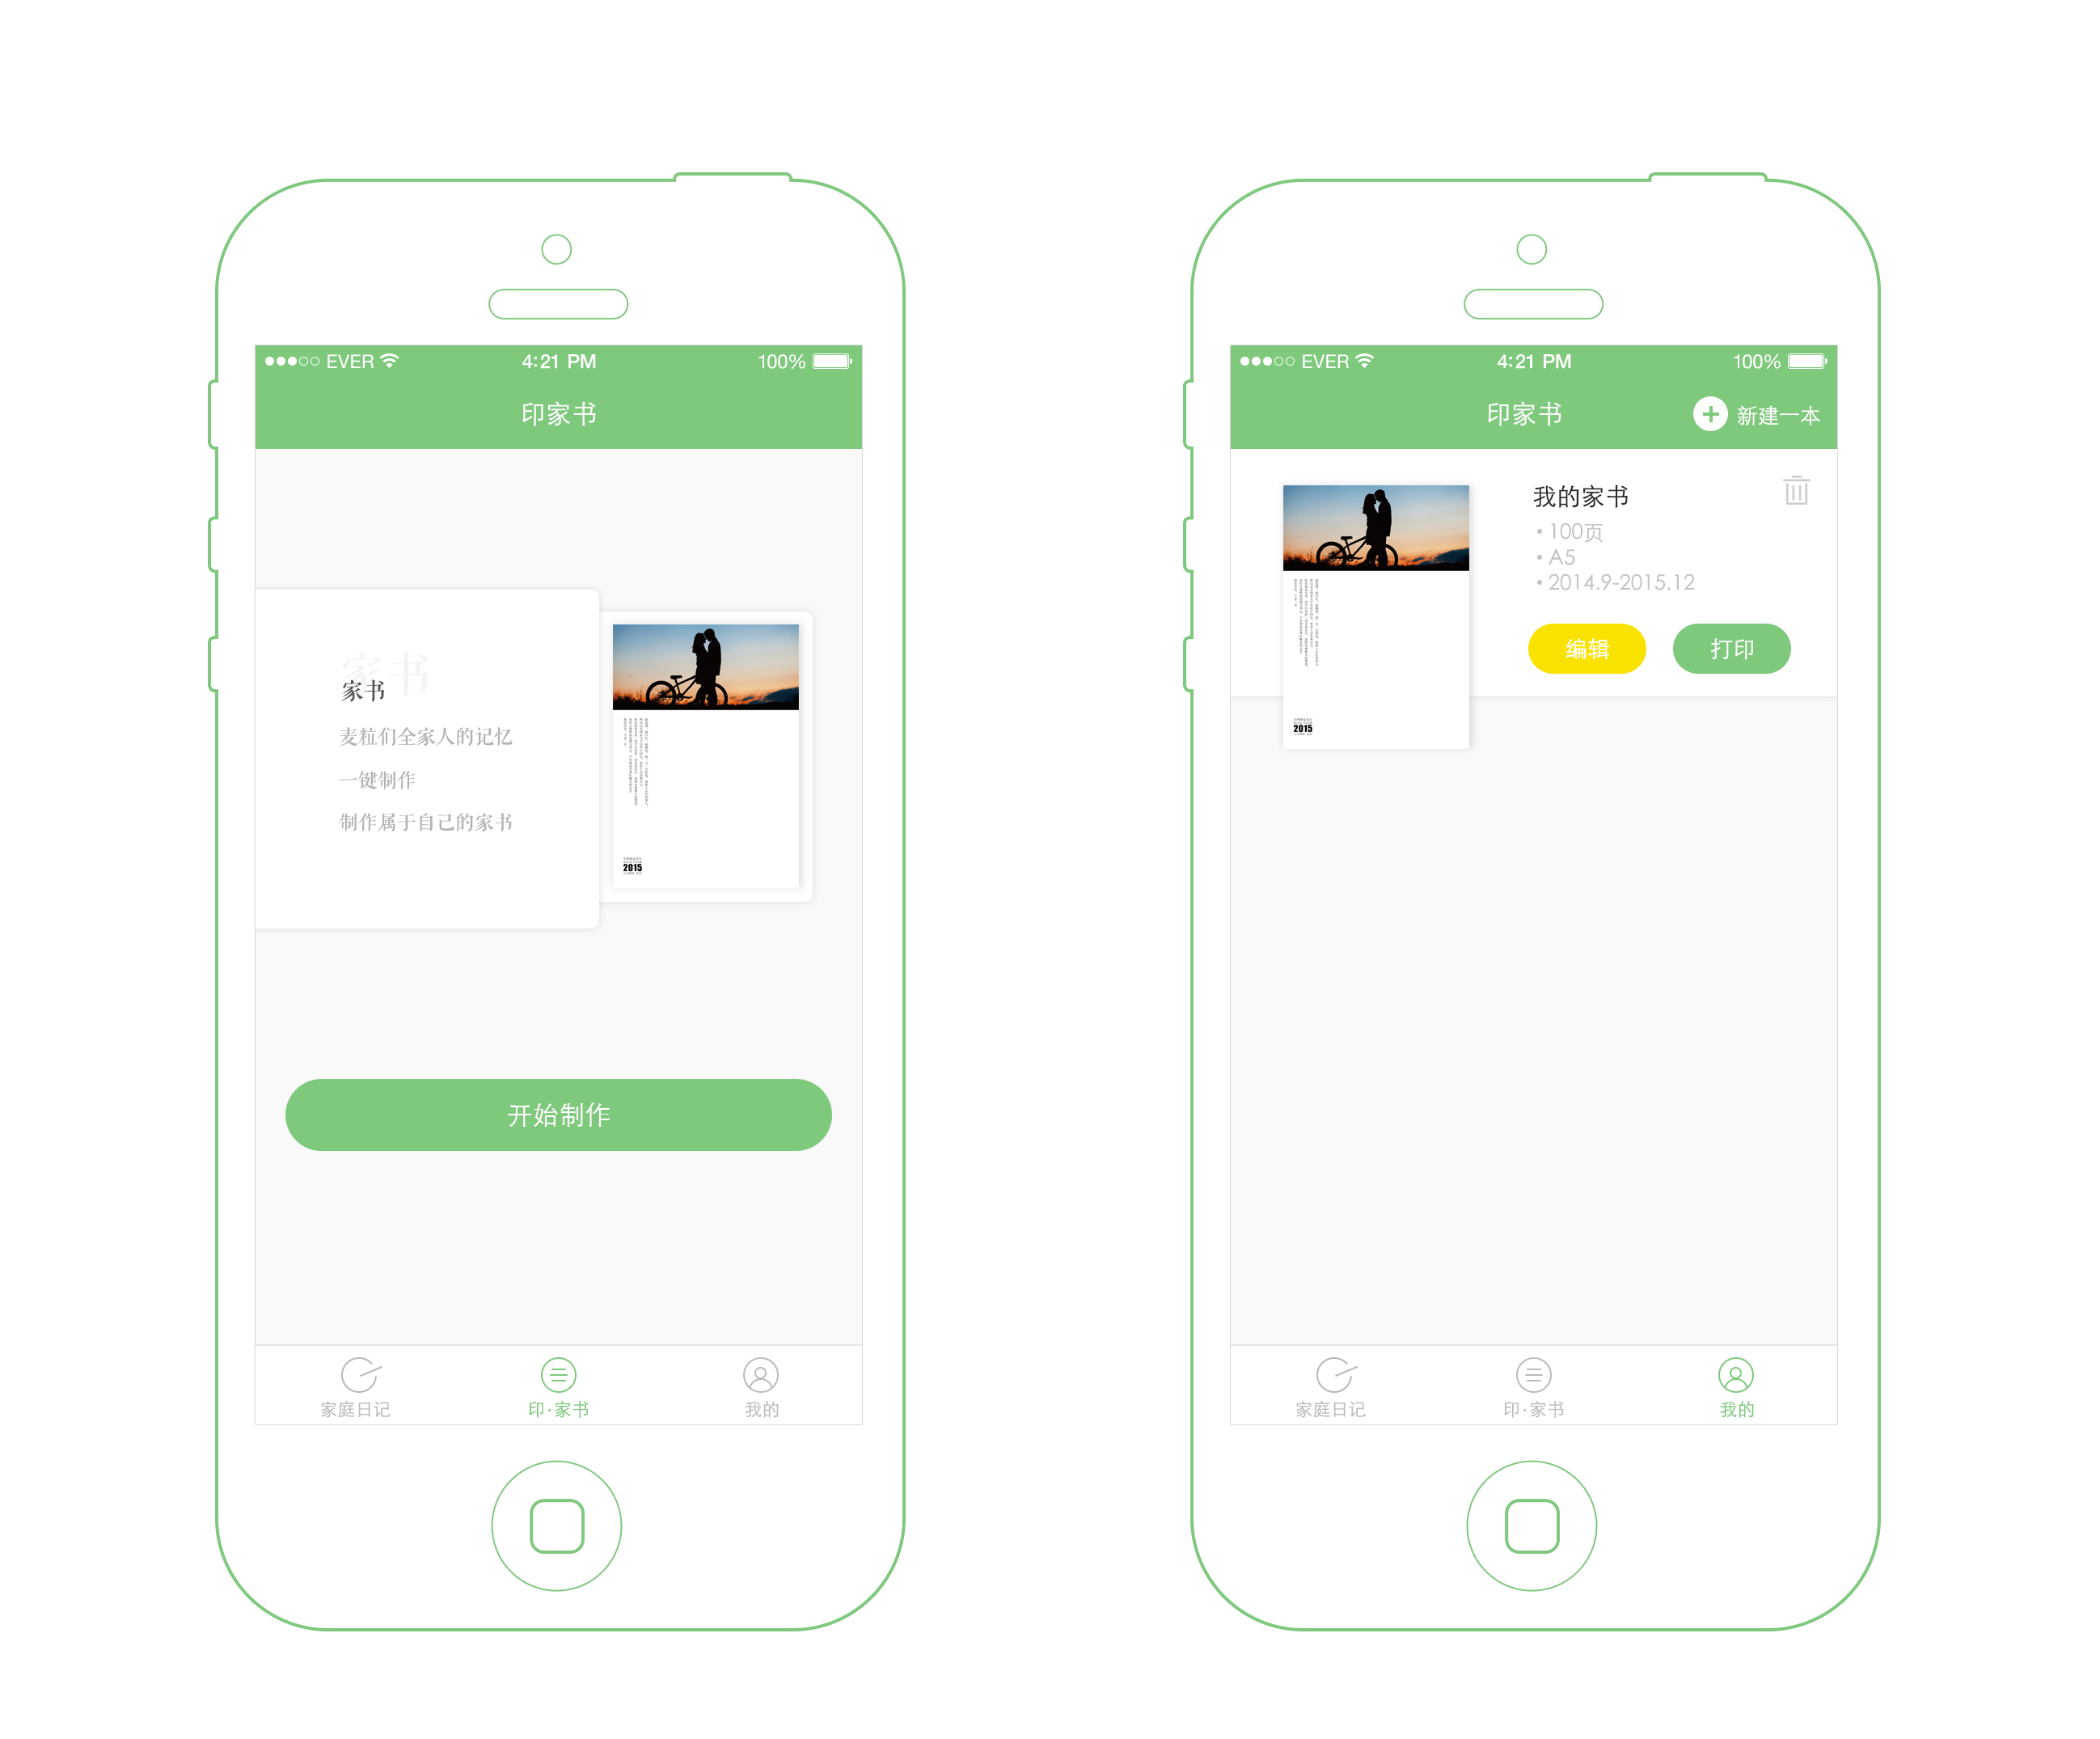 EVER 4:21 PM 100%
印家书
家书
家书
麦粒们全家人的记忆
一键制作
制作属于自己的家书
2015
开始制作
家庭日记 印·家书 我的
EVER 4:21 PM 100%
印家书 新建一本
我的家书
• 100页
• A5
• 2014.9-2015.12
编辑 打印
2015
家庭日记 印·家书 我的